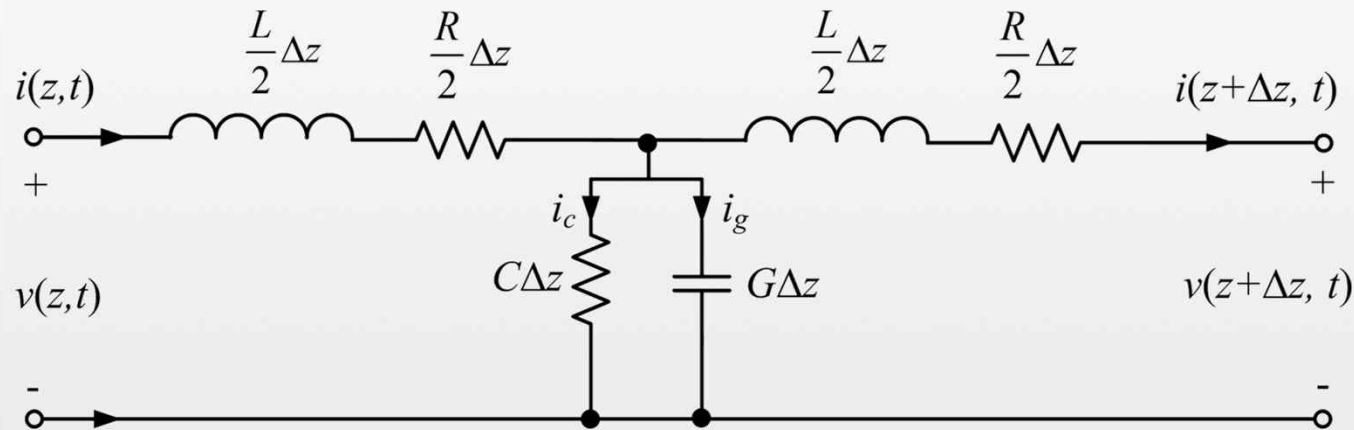 L/2 Δz
R/2 Δz
L/2 Δz
R/2 Δz
i(z,t)
i(z+Δz, t)
+
+
i_c
i_g
CΔz
GΔz
v(z,t)
v(z+Δz, t)
-
-